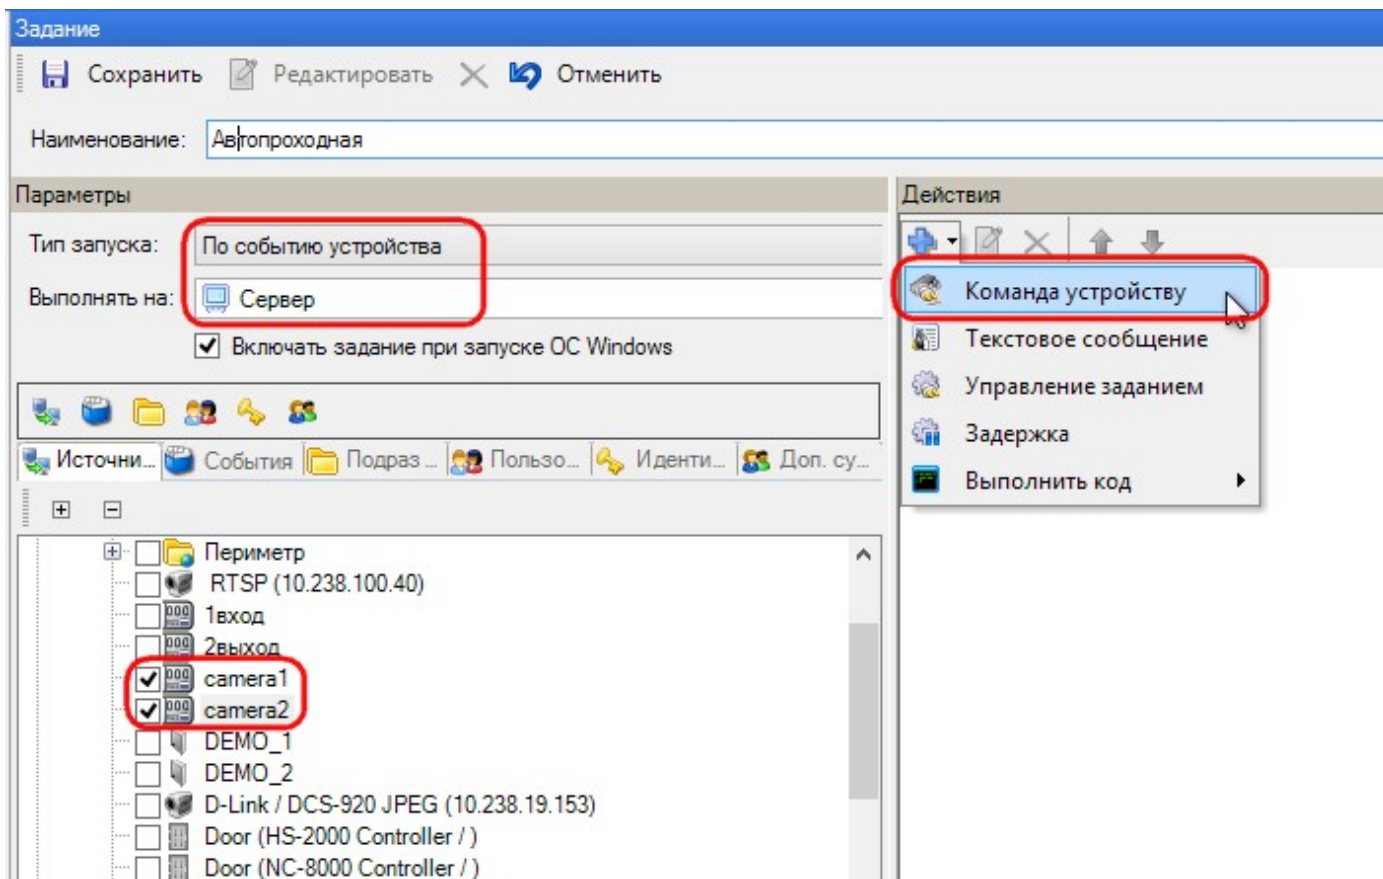 Задание
Сохранить Редактировать Отменить
Наименование: Автопроходная
Параметры
Тип запуска: По событию устройства
Выполнять на: Сервер
Включать задание при запуске ОС Windows
Источни... События Подраз ... Пользо... Иденти... Доп. су...
Периметр
RTSP (10.238.100.40)
1вход
2выход
camera1
camera2
DEMO_1
DEMO_2
D-Link / DCS-920 JPEG (10.238.19.153)
Door (HS-2000 Controller / )
Door (NC-8000 Controller / )
Действия
Команда устройству
Текстовое сообщение
Управление заданием
Задержка
Выполнить код